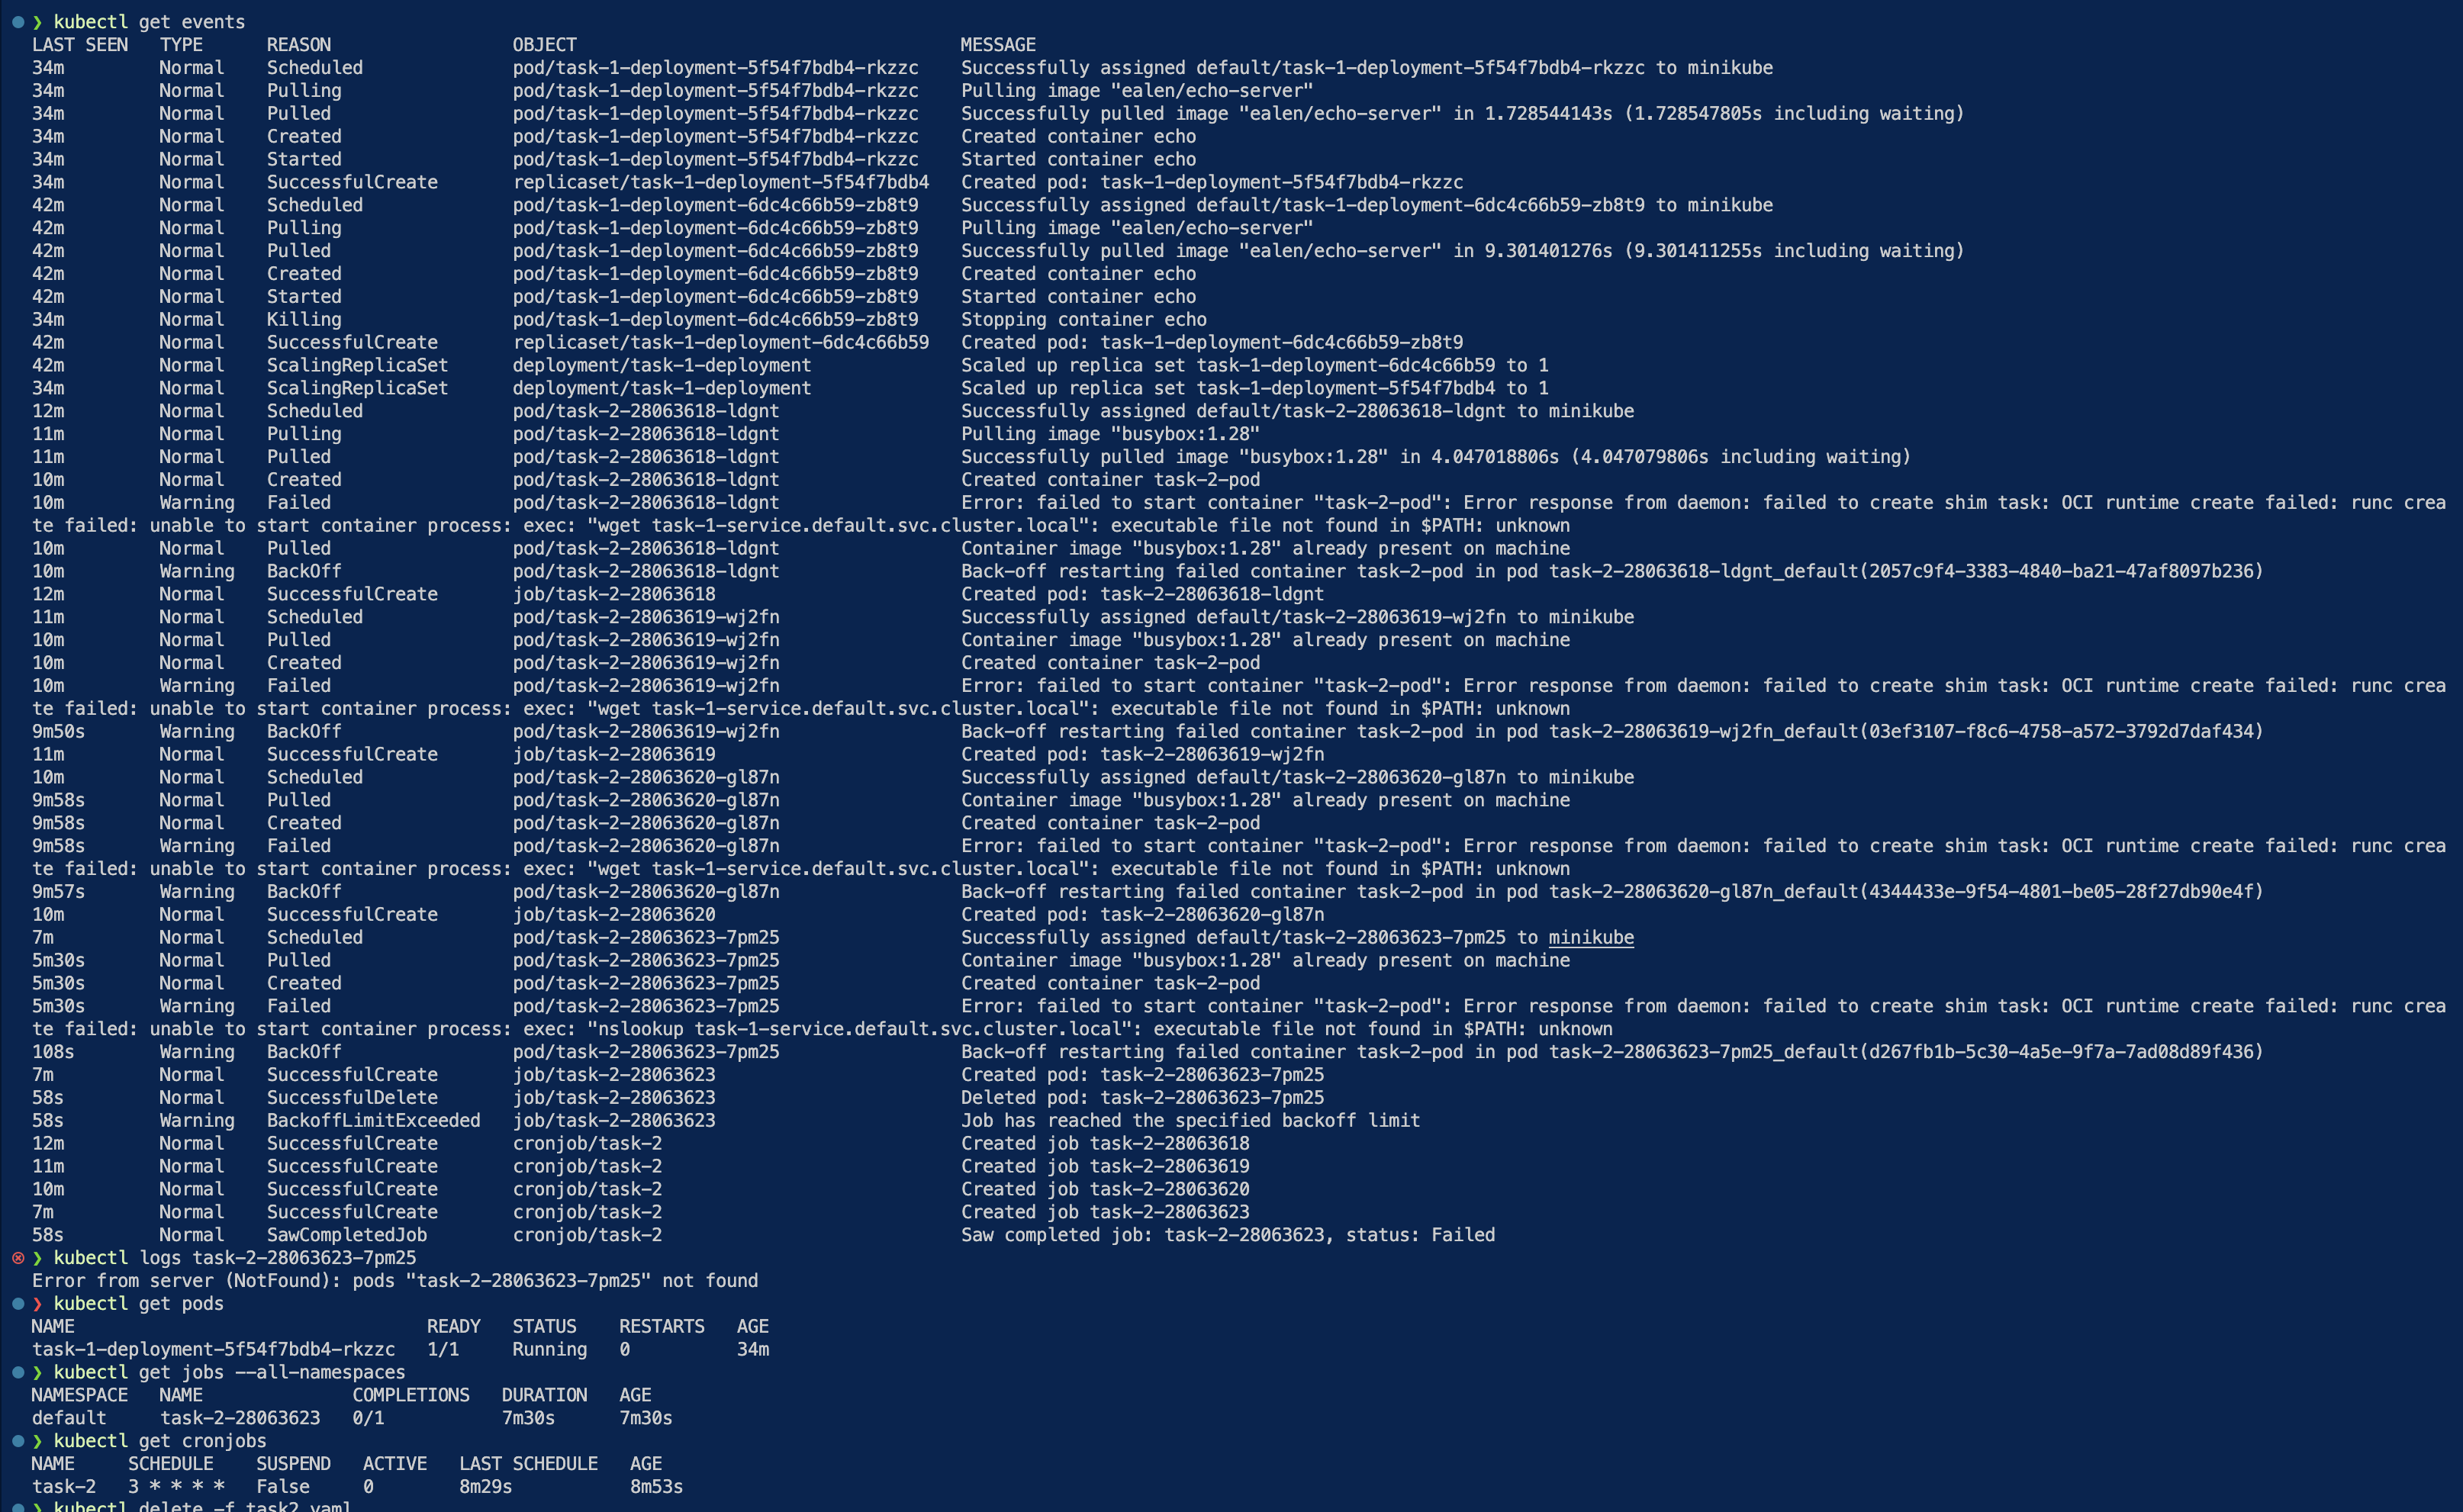 ❯ kubectl get events
LAST SEEN   TYPE      REASON                 OBJECT                                   MESSAGE
34m         Normal    Scheduled              pod/task-1-deployment-5f54f7bdb4-rkzzc   Successfully assigned default/task-1-deployment-5f54f7bdb4-rkzzc to minikube
34m         Normal    Pulling                pod/task-1-deployment-5f54f7bdb4-rkzzc   Pulling image "ealen/echo-server"
34m         Normal    Pulled                 pod/task-1-deployment-5f54f7bdb4-rkzzc   Successfully pulled image "ealen/echo-server" in 1.728544143s (1.728547805s including waiting)
34m         Normal    Created                pod/task-1-deployment-5f54f7bdb4-rkzzc   Created container echo
34m         Normal    Started                pod/task-1-deployment-5f54f7bdb4-rkzzc   Started container echo
34m         Normal    SuccessfulCreate       replicaset/task-1-deployment-5f54f7bdb4  Created pod: task-1-deployment-5f54f7bdb4-rkzzc
42m         Normal    Scheduled              pod/task-1-deployment-6dc4c66b59-zb8t9   Successfully assigned default/task-1-deployment-6dc4c66b59-zb8t9 to minikube
42m         Normal    Pulling                pod/task-1-deployment-6dc4c66b59-zb8t9   Pulling image "ealen/echo-server"
42m         Normal    Pulled                 pod/task-1-deployment-6dc4c66b59-zb8t9   Successfully pulled image "ealen/echo-server" in 9.301401276s (9.301411255s including waiting)
42m         Normal    Created                pod/task-1-deployment-6dc4c66b59-zb8t9   Created container echo
42m         Normal    Started                pod/task-1-deployment-6dc4c66b59-zb8t9   Started container echo
34m         Normal    Killing                pod/task-1-deployment-6dc4c66b59-zb8t9   Stopping container echo
42m         Normal    SuccessfulCreate       replicaset/task-1-deployment-6dc4c66b59  Created pod: task-1-deployment-6dc4c66b59-zb8t9
42m         Normal    ScalingReplicaSet      deployment/task-1-deployment             Scaled up replica set task-1-deployment-6dc4c66b59 to 1
34m         Normal    ScalingReplicaSet      deployment/task-1-deployment             Scaled up replica set task-1-deployment-5f54f7bdb4 to 1
12m         Normal    Scheduled              pod/task-2-28063618-ldgnt                Successfully assigned default/task-2-28063618-ldgnt to minikube
11m         Normal    Pulling                pod/task-2-28063618-ldgnt                Pulling image "busybox:1.28"
11m         Normal    Pulled                 pod/task-2-28063618-ldgnt                Successfully pulled image "busybox:1.28" in 4.047018806s (4.047079806s including waiting)
10m         Normal    Created                pod/task-2-28063618-ldgnt                Created container task-2-pod
10m         Warning   Failed                 pod/task-2-28063618-ldgnt                Error: failed to start container "task-2-pod": Error response from daemon: failed to create shim task: OCI runtime create failed: runc crea
te failed: unable to start container process: exec: "wget task-1-service.default.svc.cluster.local": executable file not found in $PATH: unknown
10m         Normal    Pulled                 pod/task-2-28063618-ldgnt                Container image "busybox:1.28" already present on machine
10m         Warning   BackOff                pod/task-2-28063618-ldgnt                Back-off restarting failed container task-2-pod in pod task-2-28063618-ldgnt_default(2057c9f4-3383-4840-ba21-47af8097b236)
12m         Normal    SuccessfulCreate       job/task-2-28063618                      Created pod: task-2-28063618-ldgnt
11m         Normal    Scheduled              pod/task-2-28063619-wj2fn                Successfully assigned default/task-2-28063619-wj2fn to minikube
10m         Normal    Pulled                 pod/task-2-28063619-wj2fn                Container image "busybox:1.28" already present on machine
10m         Normal    Created                pod/task-2-28063619-wj2fn                Created container task-2-pod
10m         Warning   Failed                 pod/task-2-28063619-wj2fn                Error: failed to start container "task-2-pod": Error response from daemon: failed to create shim task: OCI runtime create failed: runc crea
te failed: unable to start container process: exec: "wget task-1-service.default.svc.cluster.local": executable file not found in $PATH: unknown
9m50s       Warning   BackOff                pod/task-2-28063619-wj2fn                Back-off restarting failed container task-2-pod in pod task-2-28063619-wj2fn_default(03ef3107-f8c6-4758-a572-3792d7daf434)
11m         Normal    SuccessfulCreate       job/task-2-28063619                      Created pod: task-2-28063619-wj2fn
10m         Normal    Scheduled              pod/task-2-28063620-gl87n                Successfully assigned default/task-2-28063620-gl87n to minikube
9m58s       Normal    Pulled                 pod/task-2-28063620-gl87n                Container image "busybox:1.28" already present on machine
9m58s       Normal    Created                pod/task-2-28063620-gl87n                Created container task-2-pod
9m58s       Warning   Failed                 pod/task-2-28063620-gl87n                Error: failed to start container "task-2-pod": Error response from daemon: failed to create shim task: OCI runtime create failed: runc crea
te failed: unable to start container process: exec: "wget task-1-service.default.svc.cluster.local": executable file not found in $PATH: unknown
9m57s       Warning   BackOff                pod/task-2-28063620-gl87n                Back-off restarting failed container task-2-pod in pod task-2-28063620-gl87n_default(4344433e-9f54-4801-be05-28f27db90e4f)
10m         Normal    SuccessfulCreate       job/task-2-28063620                      Created pod: task-2-28063620-gl87n
7m          Normal    Scheduled              pod/task-2-28063623-7pm25                Successfully assigned default/task-2-28063623-7pm25 to minikube
5m30s       Normal    Pulled                 pod/task-2-28063623-7pm25                Container image "busybox:1.28" already present on machine
5m30s       Normal    Created                pod/task-2-28063623-7pm25                Created container task-2-pod
5m30s       Warning   Failed                 pod/task-2-28063623-7pm25                Error: failed to start container "task-2-pod": Error response from daemon: failed to create shim task: OCI runtime create failed: runc crea
te failed: unable to start container process: exec: "nslookup task-1-service.default.svc.cluster.local": executable file not found in $PATH: unknown
108s        Warning   BackOff                pod/task-2-28063623-7pm25                Back-off restarting failed container task-2-pod in pod task-2-28063623-7pm25_default(d267fb1b-5c30-4a5e-9f7a-7ad08d89f436)
7m          Normal    SuccessfulCreate       job/task-2-28063623                      Created pod: task-2-28063623-7pm25
58s         Normal    SuccessfulDelete       job/task-2-28063623                      Deleted pod: task-2-28063623-7pm25
58s         Warning   BackoffLimitExceeded   job/task-2-28063623                      Job has reached the specified backoff limit
12m         Normal    SuccessfulCreate       cronjob/task-2                           Created job task-2-28063618
11m         Normal    SuccessfulCreate       cronjob/task-2                           Created job task-2-28063619
10m         Normal    SuccessfulCreate       cronjob/task-2                           Created job task-2-28063620
7m          Normal    SuccessfulCreate       cronjob/task-2                           Created job task-2-28063623
58s         Normal    SawCompletedJob        cronjob/task-2                           Saw completed job: task-2-28063623, status: Failed
❯ kubectl logs task-2-28063623-7pm25
Error from server (NotFound): pods "task-2-28063623-7pm25" not found
❯ kubectl get pods
NAME                                 READY   STATUS    RESTARTS   AGE
task-1-deployment-5f54f7bdb4-rkzzc   1/1     Running   0          34m
❯ kubectl get jobs --all-namespaces
NAMESPACE   NAME              COMPLETIONS   DURATION   AGE
default     task-2-28063623   0/1           7m30s      7m30s
❯ kubectl get cronjobs
NAME     SCHEDULE    SUSPEND   ACTIVE   LAST SCHEDULE   AGE
task-2   3 * * * *   False     0        8m29s           8m53s
❯ kubectl delete -f task2.yaml